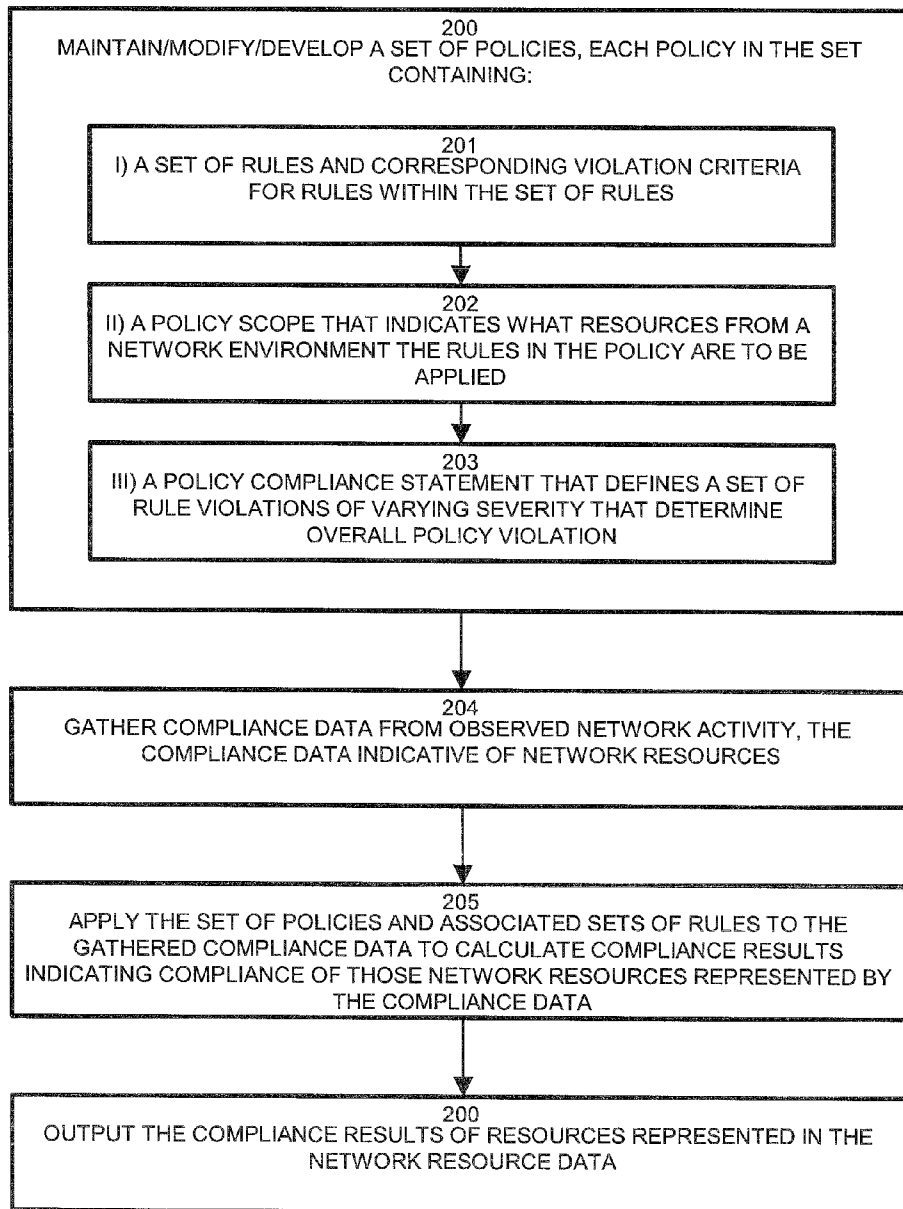 200
MAINTAIN/MODIFY/DEVELOP A SET OF POLICIES, EACH POLICY IN THE SET
CONTAINING:
201
I) A SET OF RULES AND CORRESPONDING VIOLATION CRITERIA
FOR RULES WITHIN THE SET OF RULES
202
II) A POLICY SCOPE THAT INDICATES WHAT RESOURCES FROM A
NETWORK ENVIRONMENT THE RULES IN THE POLICY ARE TO BE
APPLIED
203
III) A POLICY COMPLIANCE STATEMENT THAT DEFINES A SET OF
RULE VIOLATIONS OF VARYING SEVERITY THAT DETERMINE
OVERALL POLICY VIOLATION
204
GATHER COMPLIANCE DATA FROM OBSERVED NETWORK ACTIVITY, THE
COMPLIANCE DATA INDICATIVE OF NETWORK RESOURCES
205
APPLY THE SET OF POLICIES AND ASSOCIATED SETS OF RULES TO THE
GATHERED COMPLIANCE DATA TO CALCULATE COMPLIANCE RESULTS
INDICATING COMPLIANCE OF THOSE NETWORK RESOURCES REPRESENTED BY
THE COMPLIANCE DATA
200
OUTPUT THE COMPLIANCE RESULTS OF RESOURCES REPRESENTED IN THE
NETWORK RESOURCE DATA